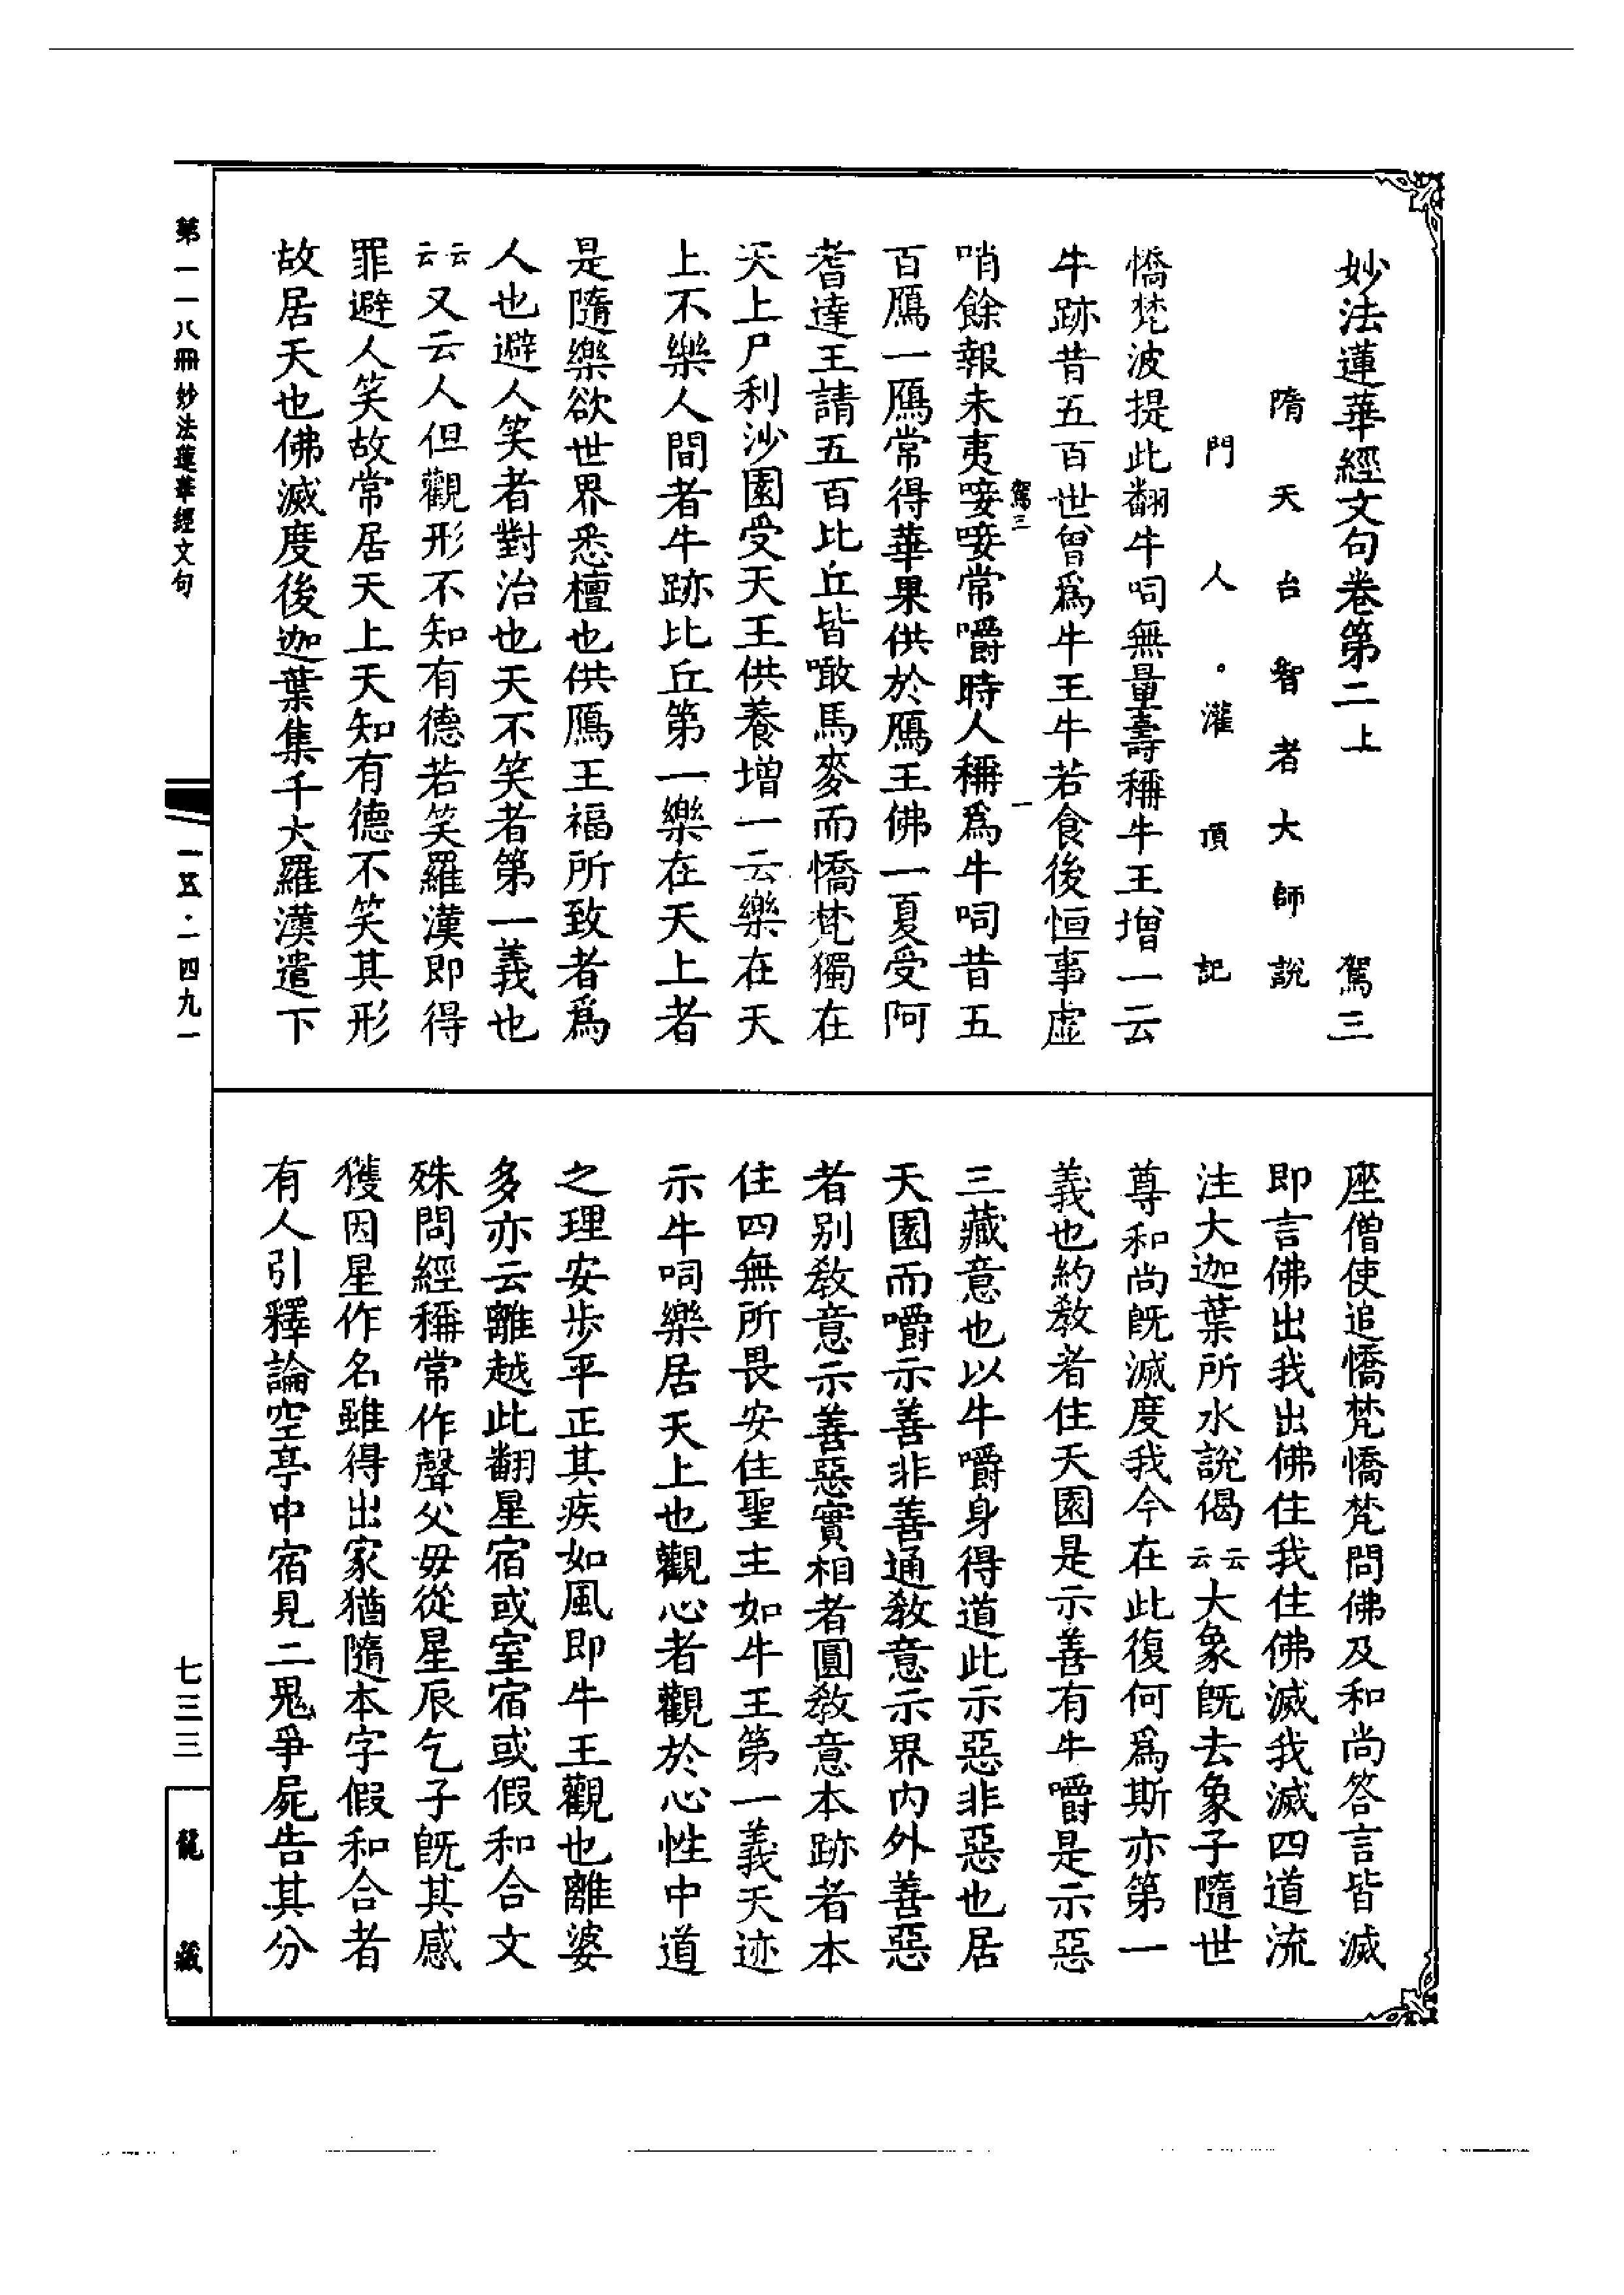 妙法蓮華經文句卷第二上　駕三
隋天台智者大師說
門人。灌頂記
憍梵波提此翻牛呞無量壽稱牛王增一云
牛跡昔五百世曾爲牛王牛若食後恒事虛
駕三　一
哨餘報未夷唼唼常嚼時人稱爲牛呞昔五
百鴈一鴈常得華果供於鴈王佛一夏受阿
耆達王請五百比丘皆噉馬麥而憍梵獨在
天上尸利沙園受天王供養增一云樂在天
上不樂人間者牛跡比丘第一樂在天上者
是隨樂欲世界悉檀也供鴈王福所致者爲
人也避人笑者對治也天不笑者第一義也
云云又云人但觀形不知有德若笑羅漢即得
罪避人笑故常居天上天知有德不笑其形
故居天也佛滅度後迦葉集千大羅漢遣下
座僧使追憍梵憍梵問佛及和尚答言皆滅
即言佛出我出佛住我住佛滅我滅四道流
注大迦葉所水說偈云云大象旣去象子隨世
尊和尚旣滅度我今在此復何爲斯亦第一
義也約敎者住天園是示善有牛嚼是示惡
三藏意也以牛嚼身得道此示惡非惡也居
天園而嚼示善非善通敎意示界內外善惡
者别敎意示善惡實相者圓敎意本跡者本
住四無所畏安住聖主如牛王第一義天迹
示牛呞樂居天上也觀心者觀於心性中道
之理安步平正其疾如風即牛王觀也離婆
多亦云離越此翻星宿或室宿或假和合文
殊問經稱常作聲父毋從星辰乞子旣其感
獲因星作名雖得出家猶隨本字假和合者
有人引釋論空亭中宿見二鬼爭屍告其分
第一一八冊　妙法蓮華經文句
一五·一四九一
七三三
龍藏